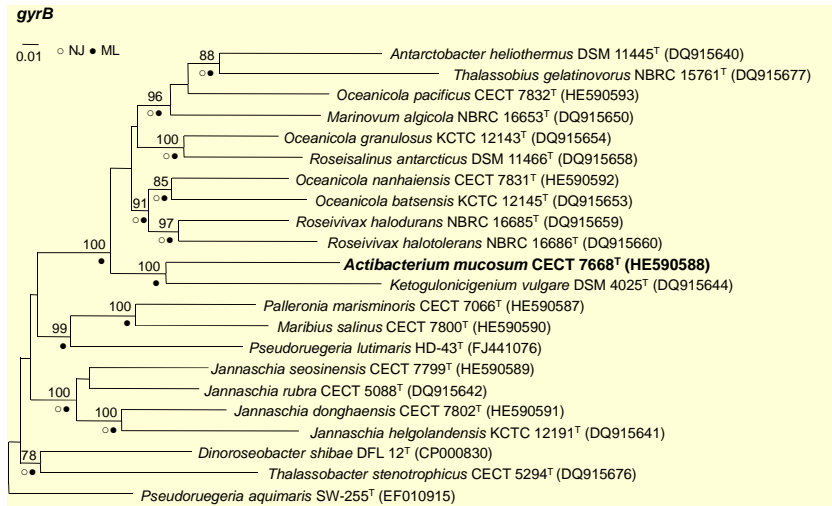 gyrB
0.01 ○ NJ ● ML
88 Antarctobacter heliothermus DSM 11445ᵀ (DQ915640)
○● Thalassobius gelatinovorus NBRC 15761ᵀ (DQ915677)
96 Oceanicola pacificus CECT 7832ᵀ (HE590593)
○● Marinovum algicola NBRC 16653ᵀ (DQ915650)
100 Oceanicola granulosus KCTC 12143ᵀ (DQ915654)
○● Roseisalinus antarcticus DSM 11466ᵀ (DQ915658)
85 Oceanicola nanhaiensis CECT 7831ᵀ (HE590592)
○● Oceanicola batsensis KCTC 12145ᵀ (DQ915653)
91
○●
97 Roseivivax halodurans NBRC 16685ᵀ (DQ915659)
○● Roseivivax halotolerans NBRC 16686ᵀ (DQ915660)
100
●
100 Actibacterium mucosum CECT 7668ᵀ (HE590588)
● Ketogulonicigenium vulgare DSM 4025ᵀ (DQ915644)
100 Palleronia marisminoris CECT 7066ᵀ (HE590587)
● Maribius salinus CECT 7800ᵀ (HE590590)
99
● Pseudoruegeria lutimaris HD-43ᵀ (FJ441076)
Jannaschia seosinensis CECT 7799ᵀ (HE590589)
100 Jannaschia rubra CECT 5088ᵀ (DQ915642)
○●
100 Jannaschia donghaensis CECT 7802ᵀ (HE590591)
○● Jannaschia helgolandensis KCTC 12191ᵀ (DQ915641)
78 Dinoroseobacter shibae DFL 12ᵀ (CP000830)
○● Thalassobacter stenotrophicus CECT 5294ᵀ (DQ915676)
Pseudoruegeria aquimaris SW-255ᵀ (EF010915)